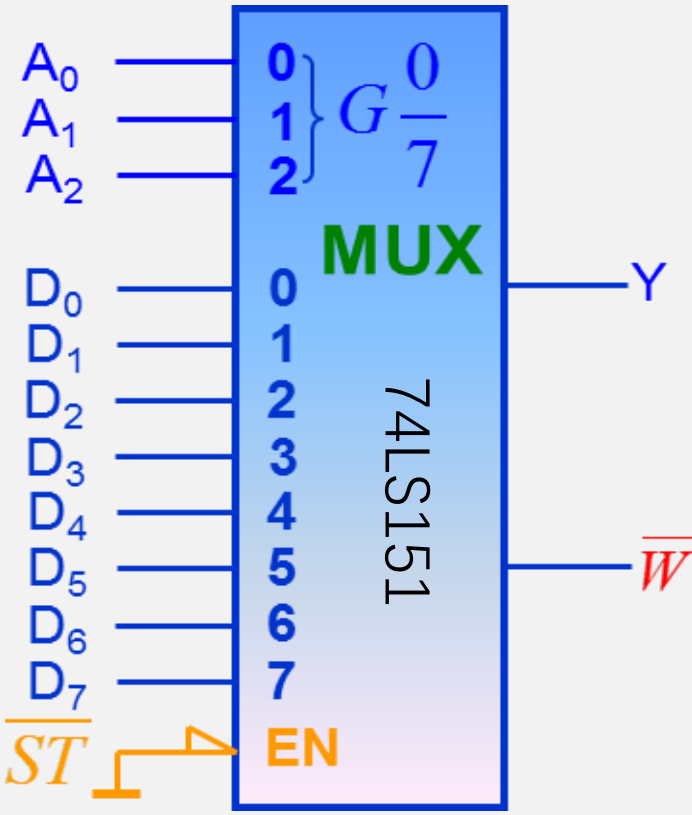 A₀ 0
A₁ 1 G 0/7
A₂ 2
MUX
D₀ 0 Y
D₁ 1
D₂ 2
D₃ 3
D₄ 4
D₅ 5 W̅
D₆ 6
D₇ 7
74LS151
S̅T̅ EN